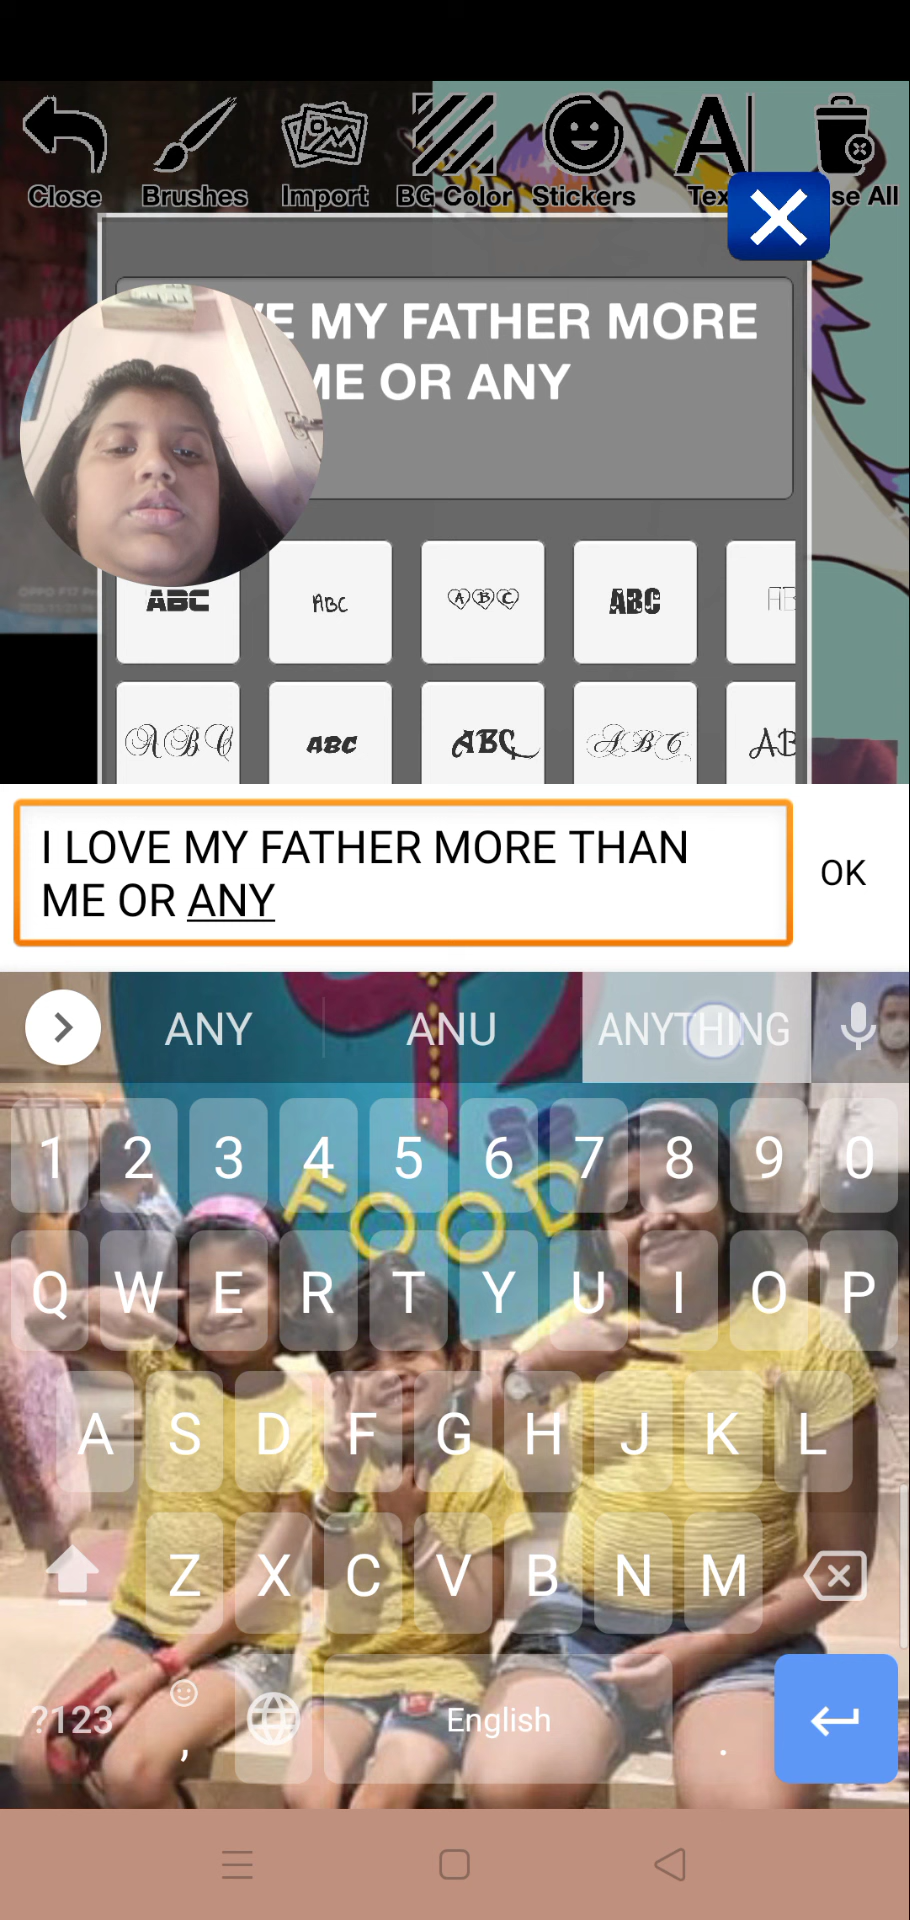 Close Brushes Import BG Color Stickers
se All
MY FATHER MORE
ME OR ANY
ABC ABC ABC ABC
ABC ABC ABC ABC
I LOVE MY FATHER MORE THAN
ME OR ANY
OK
ANY ANU ANYTHING
1 2 3 4 5 6 7 8 9 0
FOOD
Q W E R T Y U I O P
A S D F G H J K L
Z X C V B N M
?123 , English .